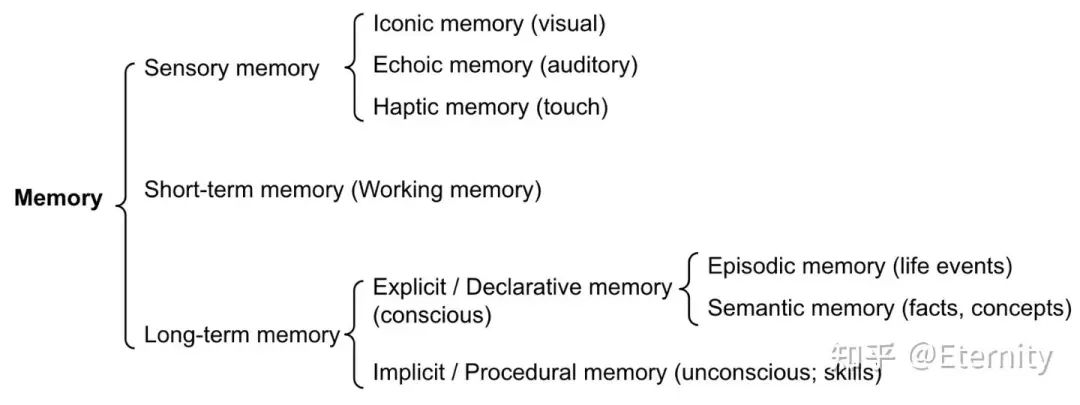 Memory
Sensory memory
Iconic memory (visual)
Echoic memory (auditory)
Haptic memory (touch)
Short-term memory (Working memory)
Long-term memory
Explicit / Declarative memory
(conscious)
Episodic memory (life events)
Semantic memory (facts, concepts)
Implicit / Procedural memory (unconscious; skills)
知乎 @Eternity